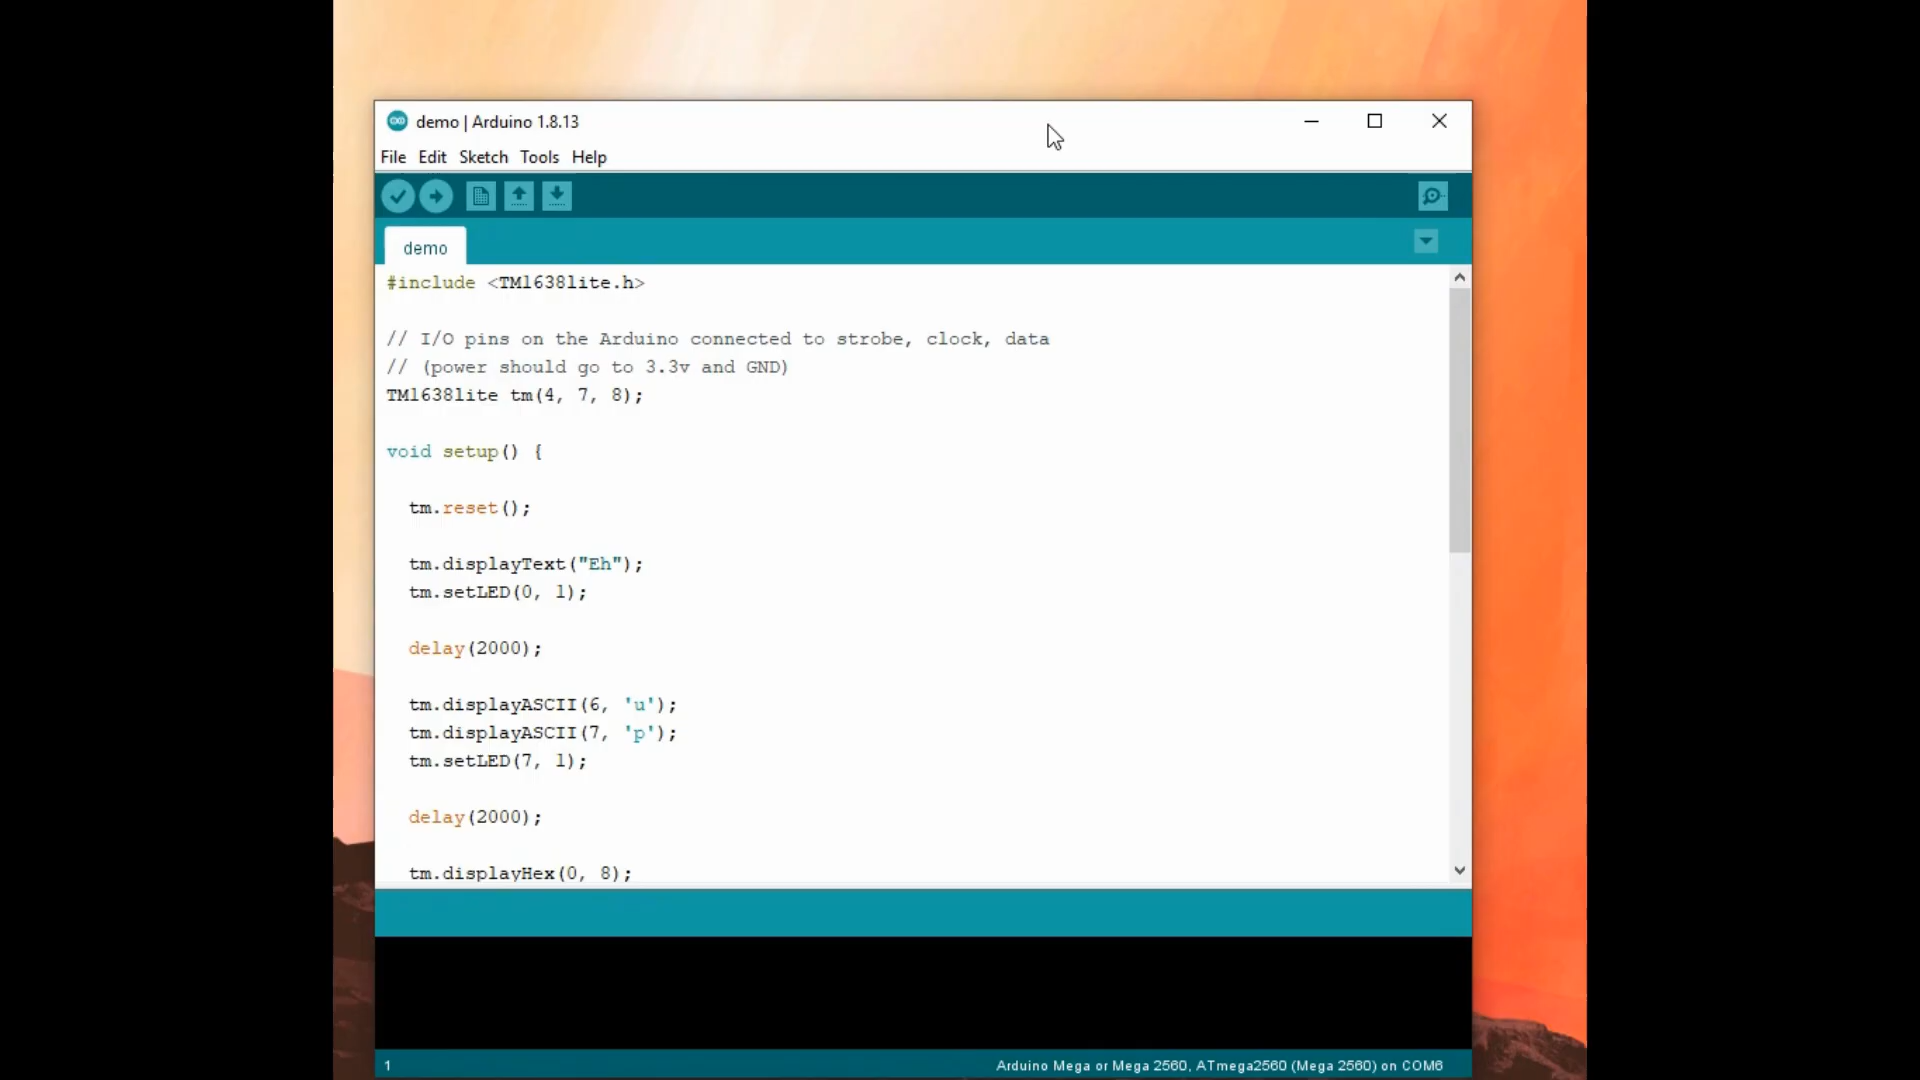 demo | Arduino 1.8.13
File Edit Sketch Tools Help
demo
#include <TM1638lite.h>
// I/O pins on the Arduino connected to strobe, clock, data
// (power should go to 3.3v and GND)
TM1638lite tm(4, 7, 8);
void setup() {
tm.reset();
tm.displayText("Eh");
tm.setLED(0, 1);
delay(2000);
tm.displayASCII(6, 'u');
tm.displayASCII(7, 'p');
tm.setLED(7, 1);
delay(2000);
tm.displayHex(0, 8);
1
Arduino Mega or Mega 2560, ATmega2560 (Mega 2560) on COM6